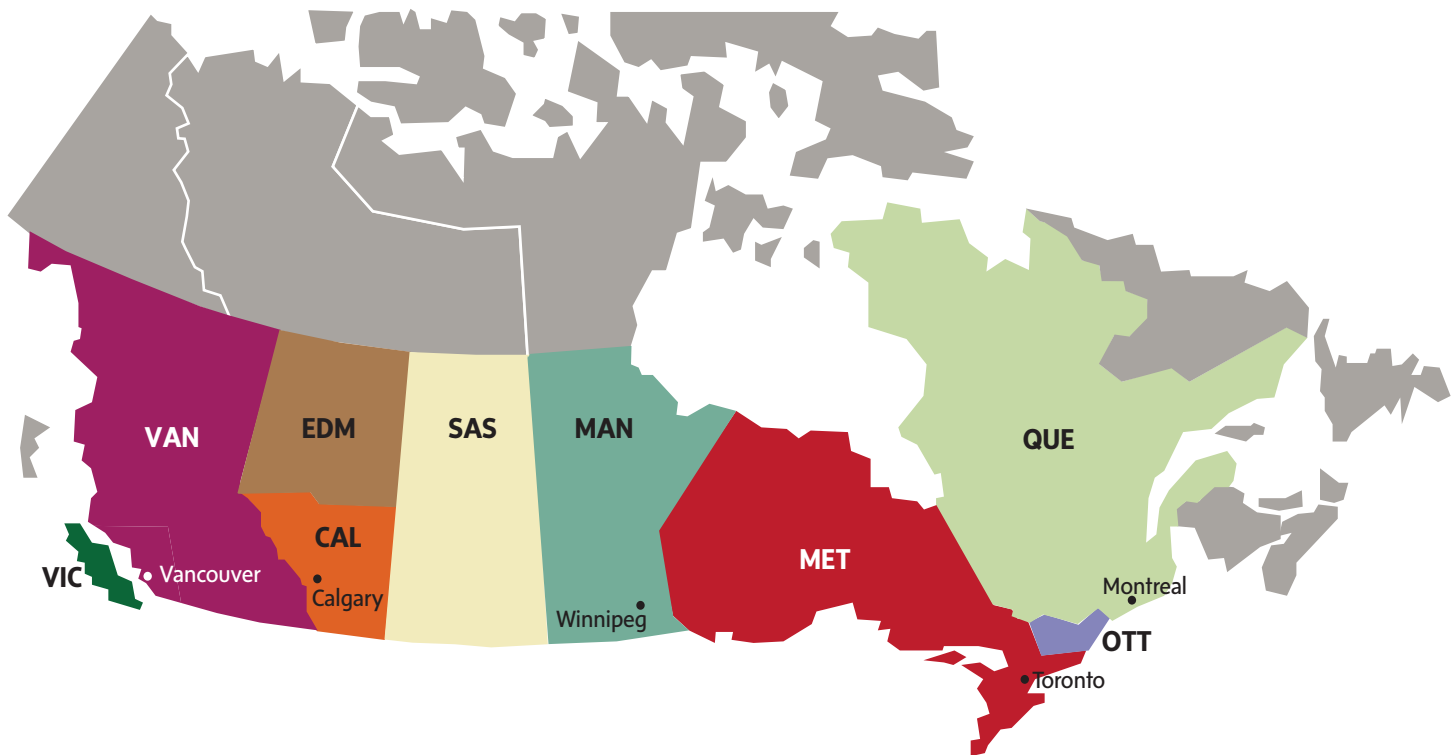 VAN
EDM
SAS
MAN
QUE
CAL
MET
VIC
Vancouver
Calgary
Winnipeg
Montreal
OTT
Toronto